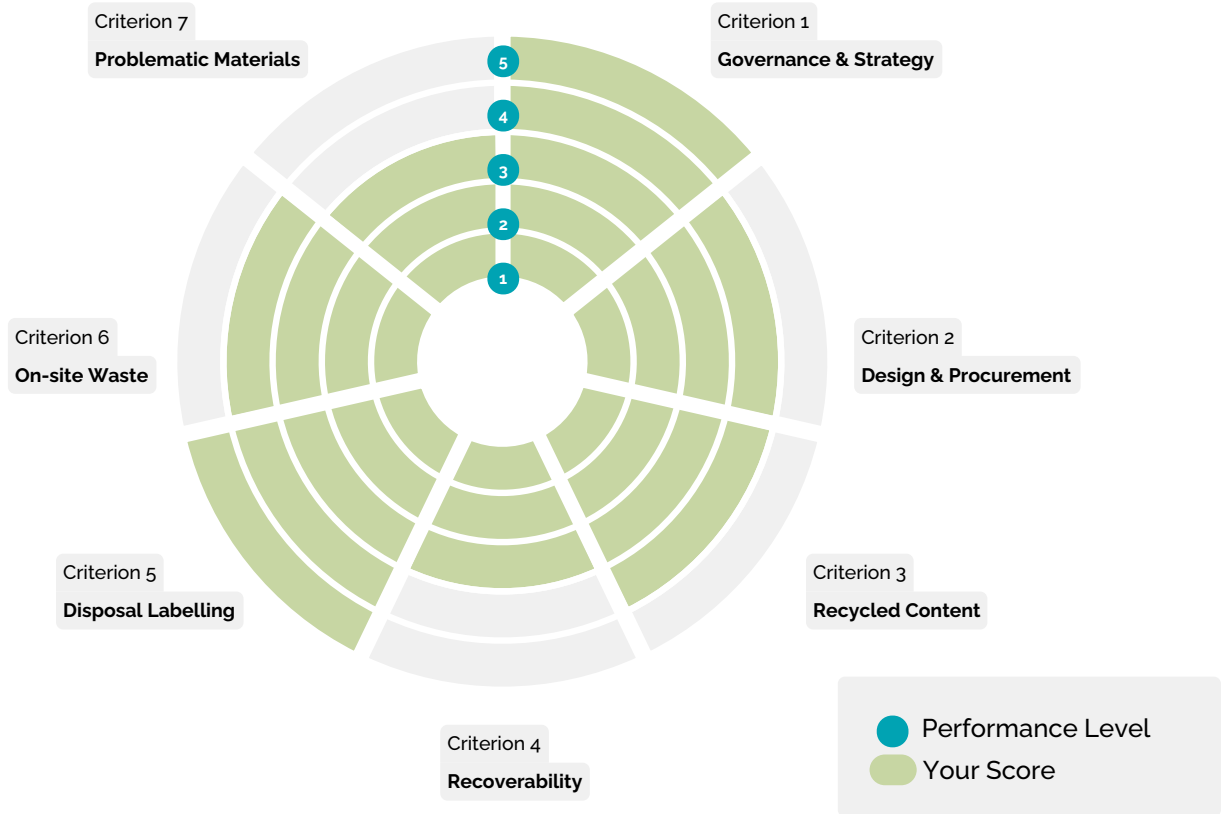 Criterion 7
Problematic Materials
Criterion 1
Governance & Strategy
5
4
3
2
1
Criterion 6
On-site Waste
Criterion 2
Design & Procurement
Criterion 5
Disposal Labelling
Criterion 3
Recycled Content
Criterion 4
Recoverability
Performance Level
Your Score